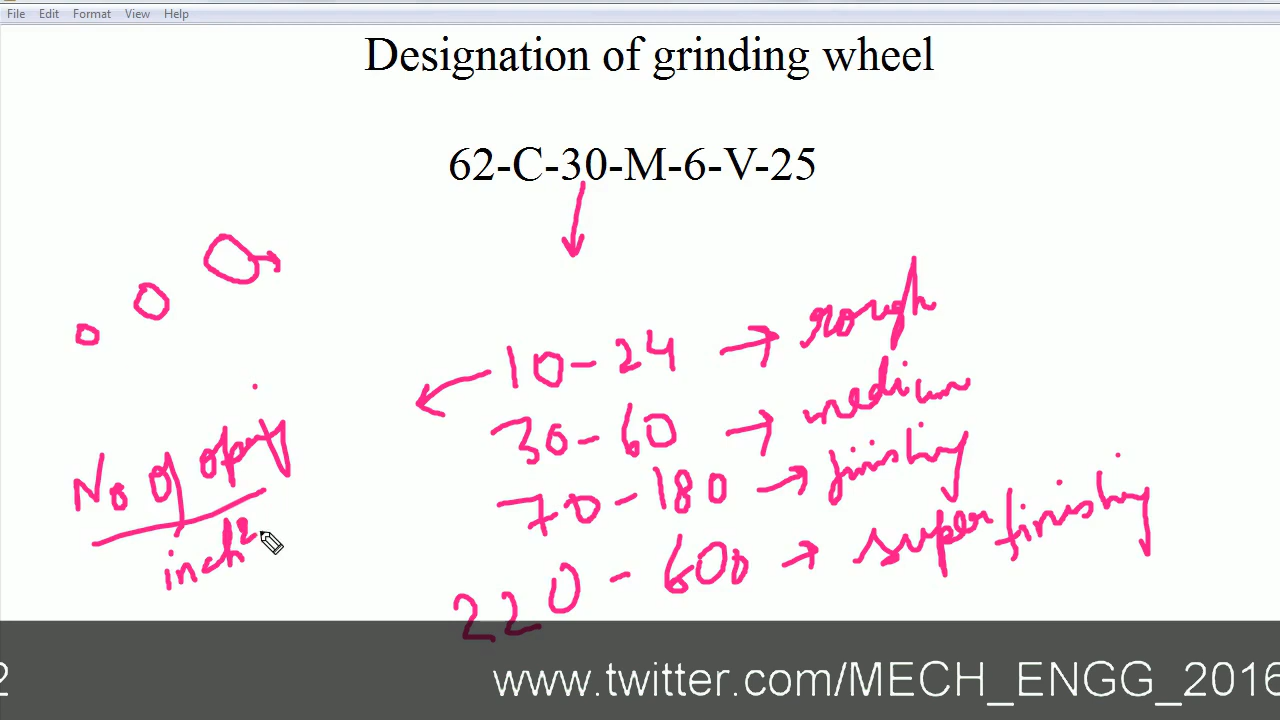 File Edit Format View Help
Designation of grinding wheel
62-C-30-M-6-V-25
10-24 → rough
30-60 → medium
70-180 → finishing
220-600 → super finishing
No of
inch²
2
www.twitter.com/MECH_ENGG_2016